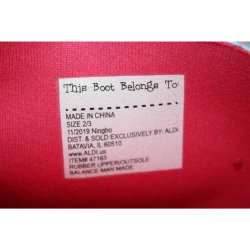 This Boot Belongs To:
MADE IN CHINA
SIZE 2/3
11/2019 Ningbo
DIST. & SOLD EXCLUSIVELY BY: ALDI
BATAVIA, IL 60510
www.ALDI.us
ITEM# 47163
RUBBER UPPER/OUTSOLE
BALANCE MAN MADE